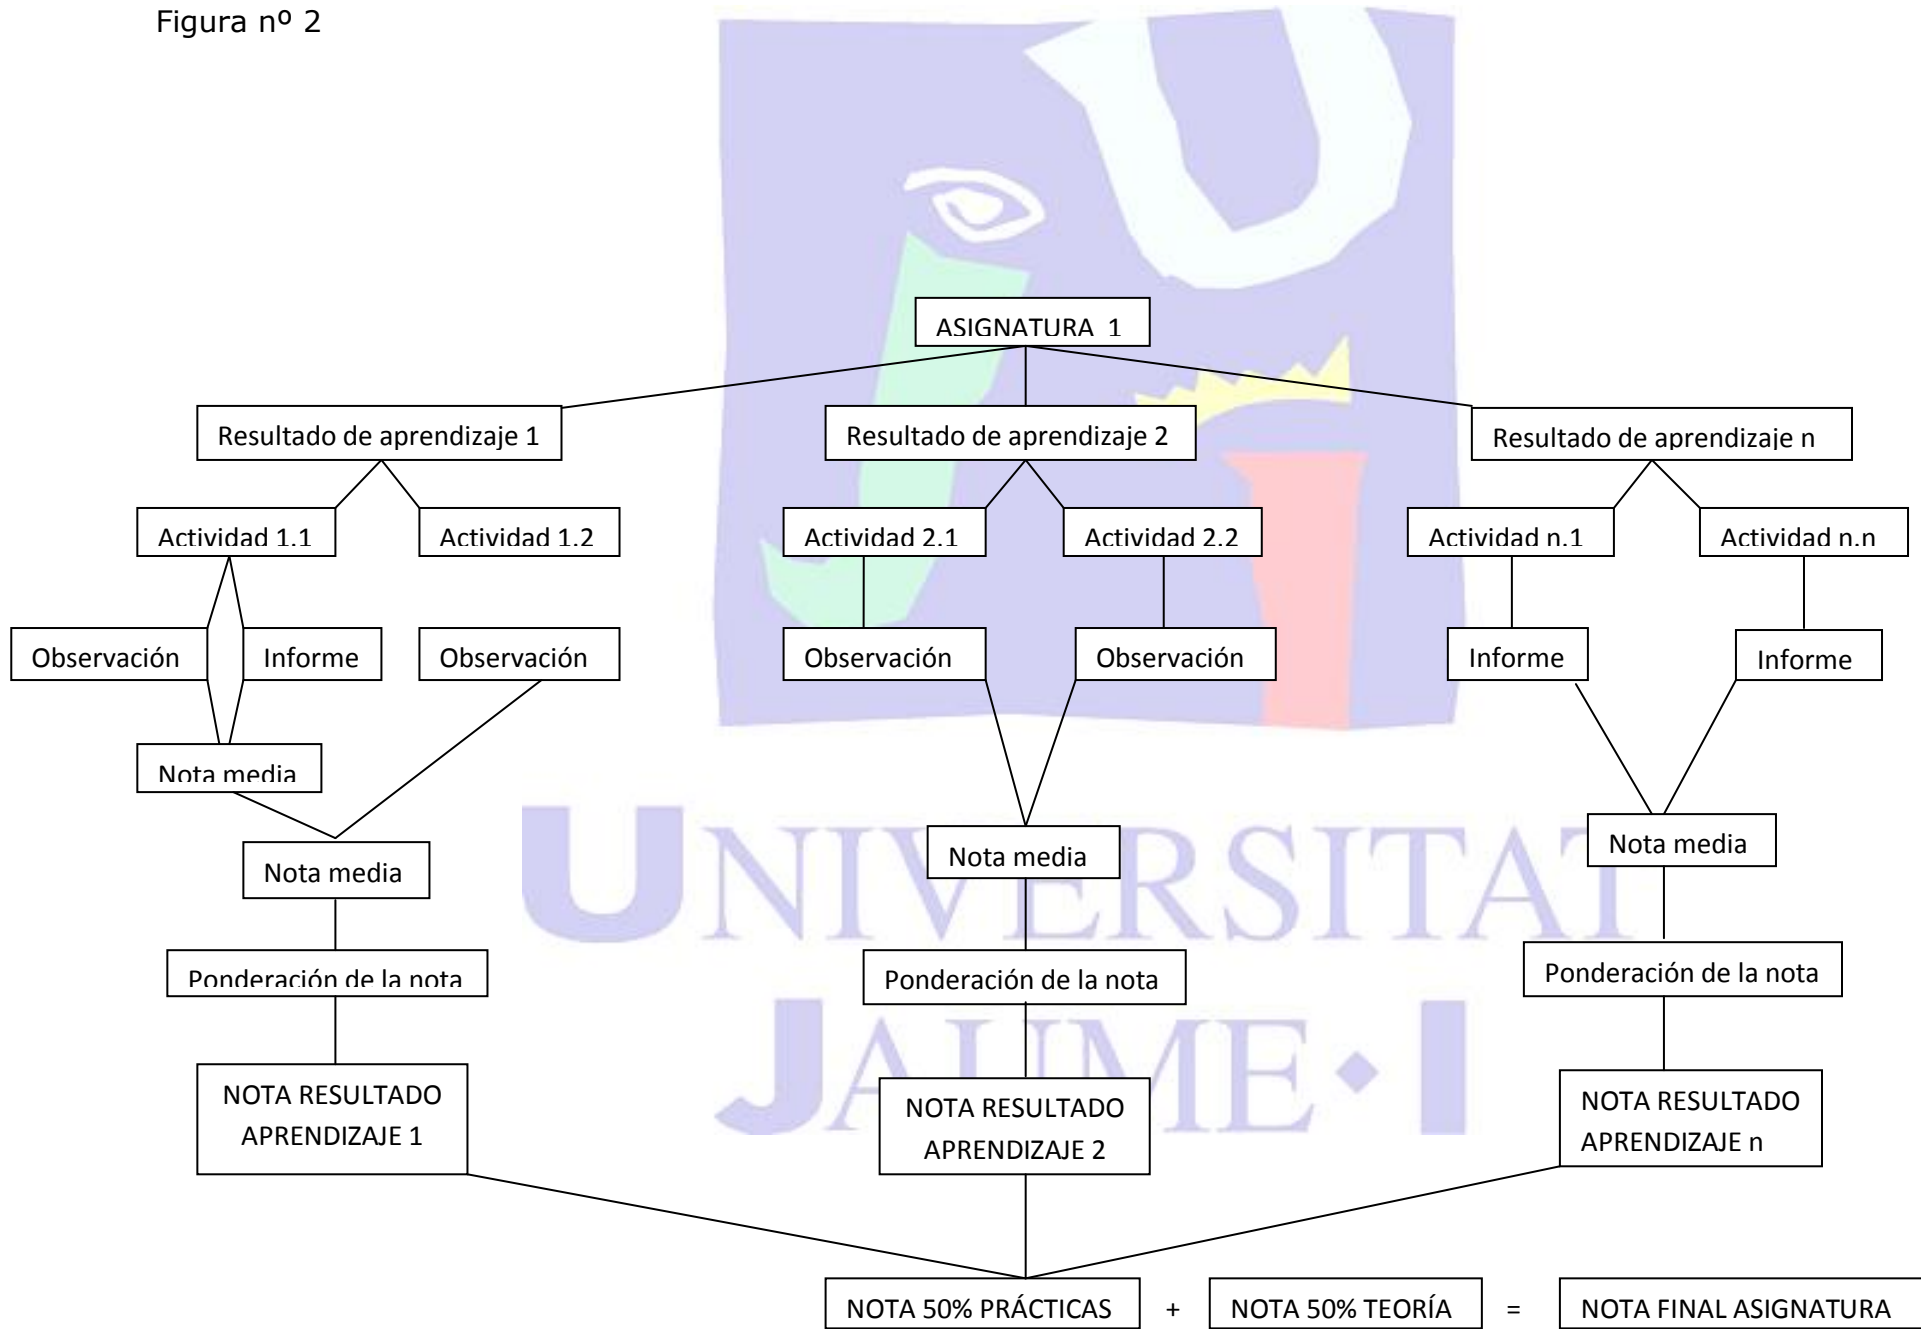 Figura nº 2
ASIGNATURA 1
Resultado de aprendizaje 1
Resultado de aprendizaje 2
Resultado de aprendizaje n
Actividad 1.1
Actividad 1.2
Actividad 2.1
Actividad 2.2
Actividad n.1
Actividad n.n
Observación
Informe
Observación
Observación
Observación
Informe
Informe
Nota media
Nota media
Nota media
Nota media
UNIVERSITAT
Ponderación de la nota
Ponderación de la nota
Ponderación de la nota
JAUME • I
NOTA RESULTADO
APRENDIZAJE 1
NOTA RESULTADO
APRENDIZAJE 2
NOTA RESULTADO
APRENDIZAJE n
NOTA 50% PRÁCTICAS + NOTA 50% TEORÍA = NOTA FINAL ASIGNATURA